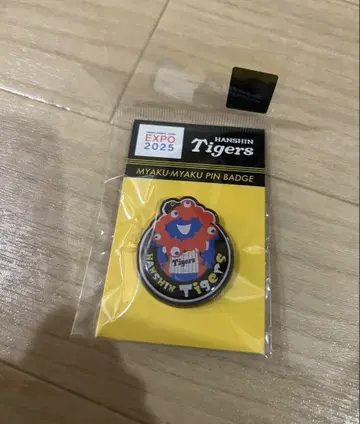 EXPO
2025
HANSHIN
Tigers
MYAKU-MYAKU PIN BADGE
Tigers
HANSHIN Tigers